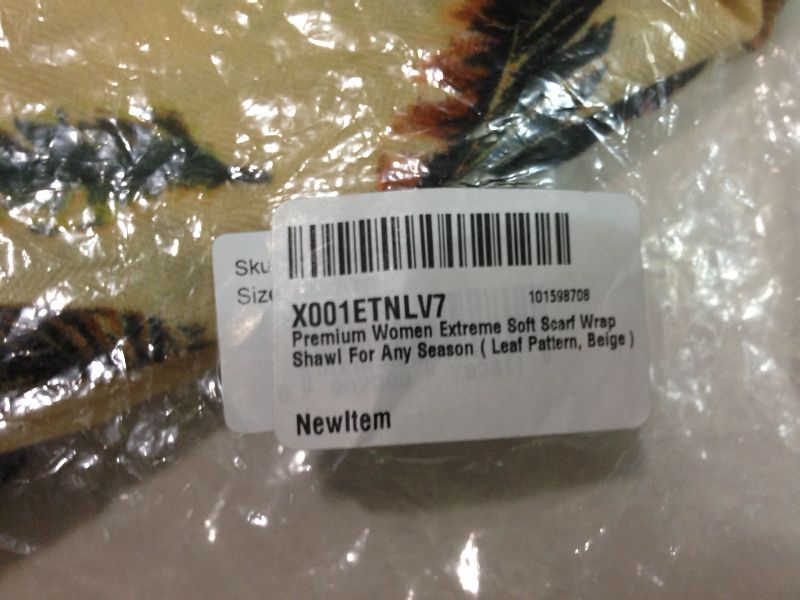 Sku
Size
X001ETNLV7
101598708
Premium Women Extreme Soft Scarf Wrap
Shawl For Any Season ( Leaf Pattern, Beige )
NewItem